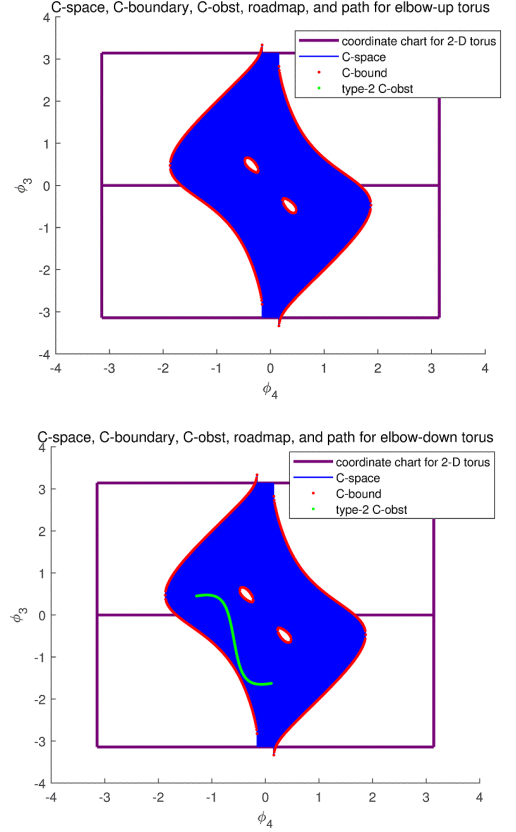 C-space, C-boundary, C-obst, roadmap, and path for elbow-up torus
4
coordinate chart for 2-D torus
C-space
3
C-bound
type-2 C-obst
2
1
ϕ3
0
-1
-2
-3
-4
-4 -3 -2 -1 0 1 2 3 4
ϕ4
C-space, C-boundary, C-obst, roadmap, and path for elbow-down torus
4
coordinate chart for 2-D torus
C-space
3
C-bound
type-2 C-obst
2
1
ϕ3
0
-1
-2
-3
-4
-4 -3 -2 -1 0 1 2 3 4
ϕ4